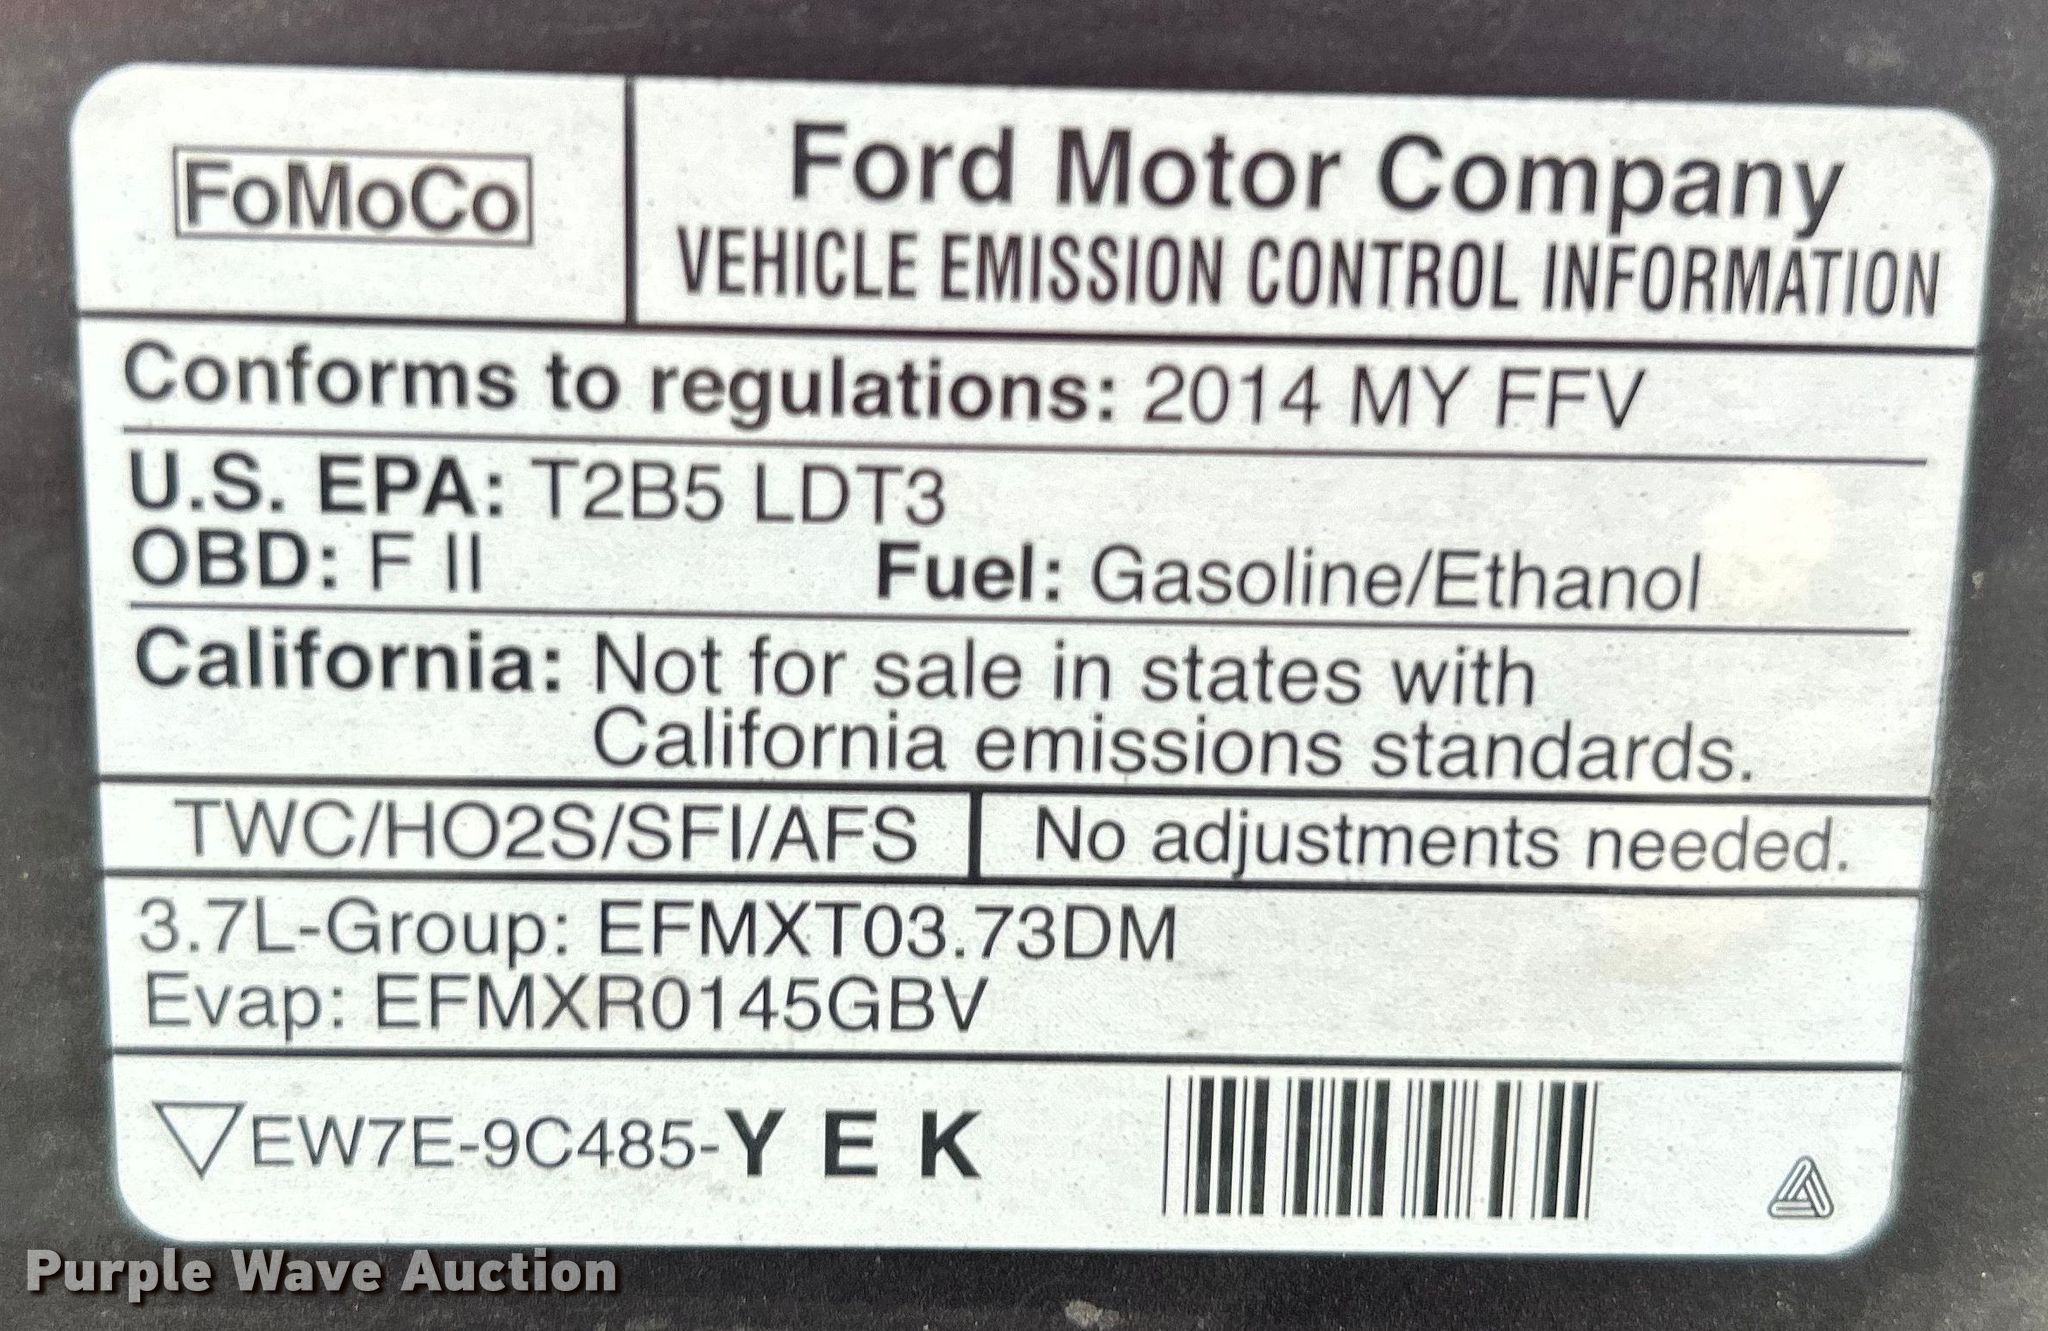 FoMoCo
Ford Motor Company
VEHICLE EMISSION CONTROL INFORMATION
Conforms to regulations: 2014 MY FFV
U.S. EPA: T2B5 LDT3
OBD: F II Fuel: Gasoline/Ethanol
California: Not for sale in states with
California emissions standards.
TWC/HO2S/SFI/AFS No adjustments needed.
3.7L-Group: EFMXT03.73DM
Evap: EFMXR0145GBV
EW7E-9C485-Y E K
Purple Wave Auction